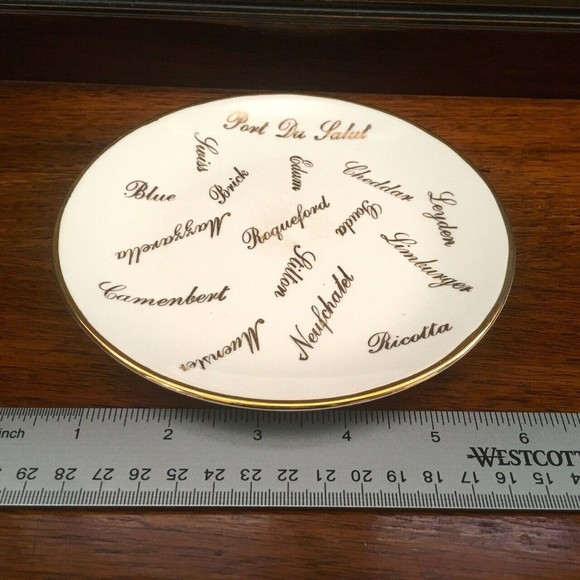 Port Du Salut
Swiss
Edam
Cheddar
Blue
Brick
Leyden
Mazzarella
Roqueford
Gouda
Limburger
Stilton
Camenbert
Neufchatel
Muenster
Ricotta
inch 1 2 3 4 5 6
WESTCOTT
29 28 27 26 25 24 23 22 21 20 19 18 17 16 15 14